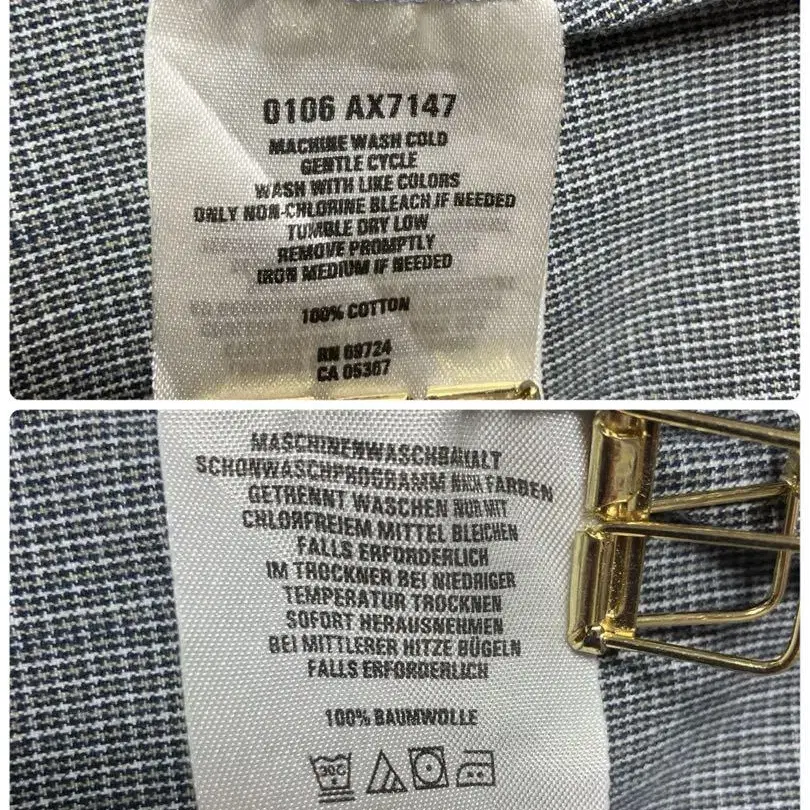 0106 AX7147
MACHINE WASH COLD
GENTLE CYCLE
WASH WITH LIKE COLORS
ONLY NON-CHLORINE BLEACH IF NEEDED
TUMBLE DRY LOW
REMOVE PROMPTLY
IRON MEDIUM IF NEEDED
100% COTTON
RN 69724
CA 05367
MASCHINENWASCHBAR KALT
SCHONWASCHPROGRAMM NACH FARBEN
GETRENNT WASCHEN NUR MIT
CHLORFREIEM MITTEL BLEICHEN
FALLS ERFORDERLICH
IM TROCKNER BEI NIEDRIGER
TEMPERATUR TROCKNEN
SOFORT HERAUSNEHMEN
BEI MITTLERER HITZE BÜGELN
FALLS ERFORDERLICH
100% BAUMWOLLE
30C